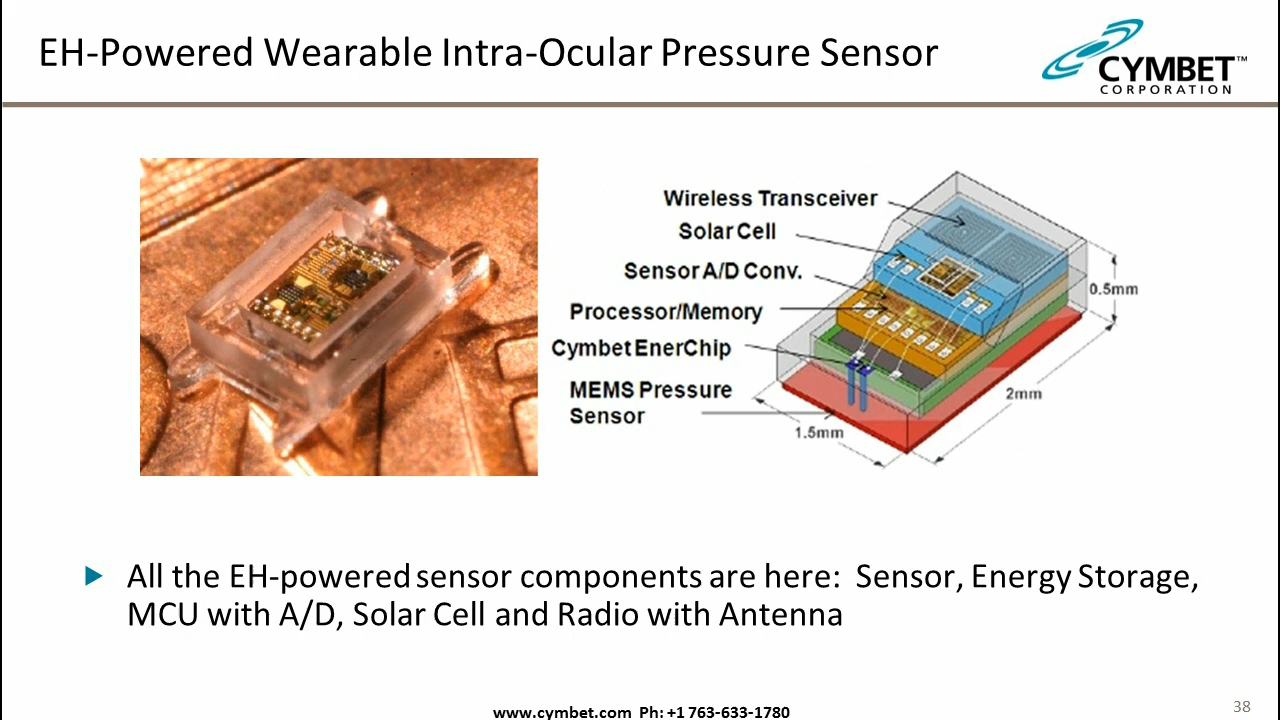 EH-Powered Wearable Intra-Ocular Pressure Sensor
CYMBET™
CORPORATION
Wireless Transceiver
Solar Cell
Sensor A/D Conv.
Processor/Memory
Cymbet EnerChip
MEMS Pressure
Sensor
0.5mm
2mm
1.5mm
All the EH-powered sensor components are here: Sensor, Energy Storage,
MCU with A/D, Solar Cell and Radio with Antenna
www.cymbet.com Ph: +1 763-633-1780
38